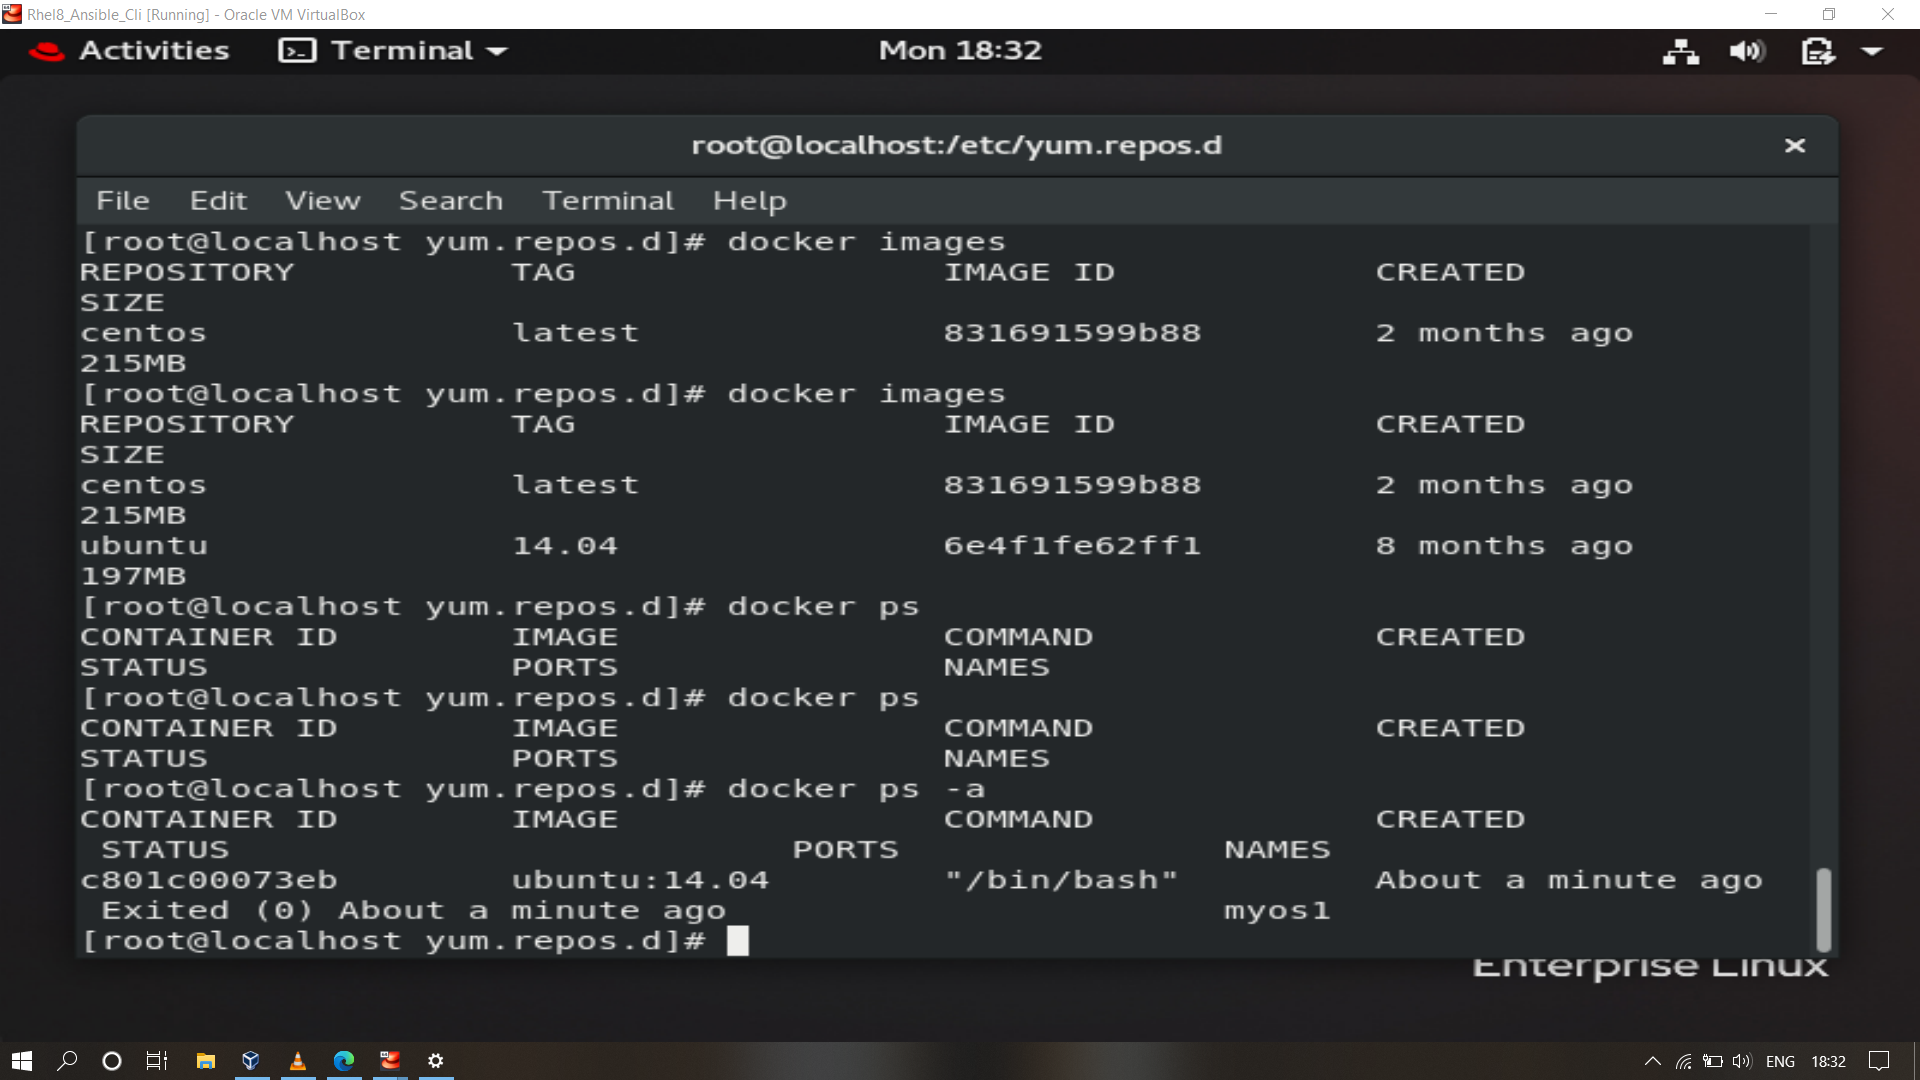 Rhel8_Ansible_Cli [Running] - Oracle VM VirtualBox
Activities Terminal Mon 18:32
root@localhost:/etc/yum.repos.d
File Edit View Search Terminal Help
[root@localhost yum.repos.d]# docker images
REPOSITORY TAG IMAGE ID CREATED
SIZE
centos latest 831691599b88 2 months ago
215MB
[root@localhost yum.repos.d]# docker images
REPOSITORY TAG IMAGE ID CREATED
SIZE
centos latest 831691599b88 2 months ago
215MB
ubuntu 14.04 6e4f1fe62ff1 8 months ago
197MB
[root@localhost yum.repos.d]# docker ps
CONTAINER ID IMAGE COMMAND CREATED
STATUS PORTS NAMES
[root@localhost yum.repos.d]# docker ps
CONTAINER ID IMAGE COMMAND CREATED
STATUS PORTS NAMES
[root@localhost yum.repos.d]# docker ps -a
CONTAINER ID IMAGE COMMAND CREATED
STATUS PORTS NAMES
c801c00073eb ubuntu:14.04 "/bin/bash" About a minute ago
Exited (0) About a minute ago myos1
[root@localhost yum.repos.d]#
Enterprise Linux
ENG 18:32